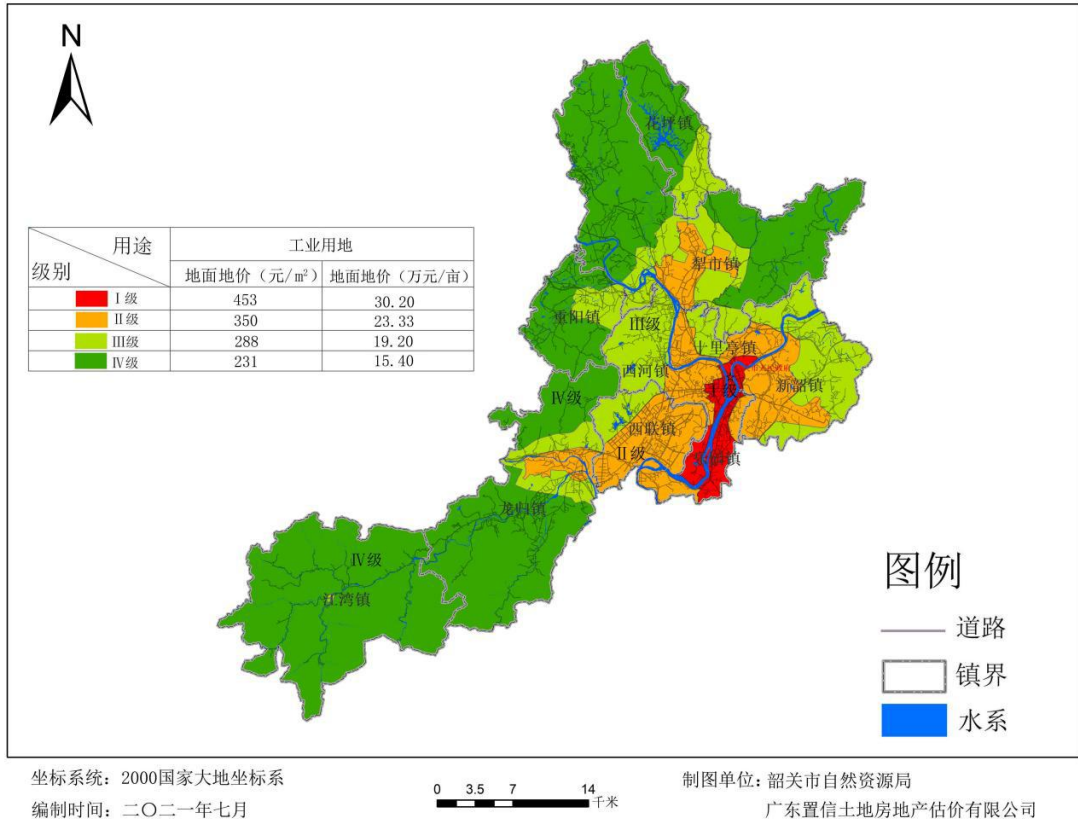 N
用途
级别
工业用地
地面地价（元/m²）
地面地价（万元/亩）
Ⅰ级
453
30.20
Ⅱ级
350
23.33
Ⅲ级
288
19.20
Ⅳ级
231
15.40
花坪镇
犁市镇
重阳镇
Ⅲ级
十里亭镇
西河镇
Ⅰ级
新韶镇
Ⅳ级
西联镇
Ⅱ级
龙归镇
Ⅳ级
江湾镇
图例
道路
镇界
水系
坐标系统：2000国家大地坐标系
编制时间：二〇二一年七月
0 3.5 7 14
千米
制图单位：韶关市自然资源局
广东置信土地房地产估价有限公司